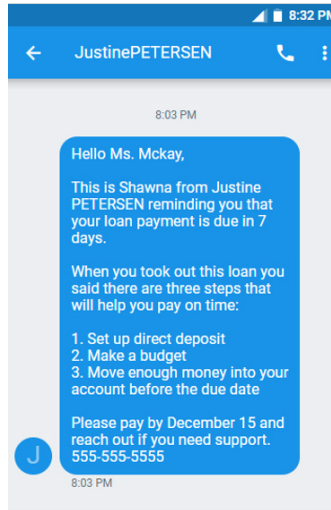 8:32 PM
JustinePETERSEN
8:03 PM
Hello Ms. Mckay,
This is Shawna from Justine
PETERSEN reminding you that
your loan payment is due in 7
days.
When you took out this loan you
said there are three steps that
will help you pay on time:
1. Set up direct deposit
2. Make a budget
3. Move enough money into your
account before the due date
Please pay by December 15 and
reach out if you need support.
555-555-5555
J
8:03 PM